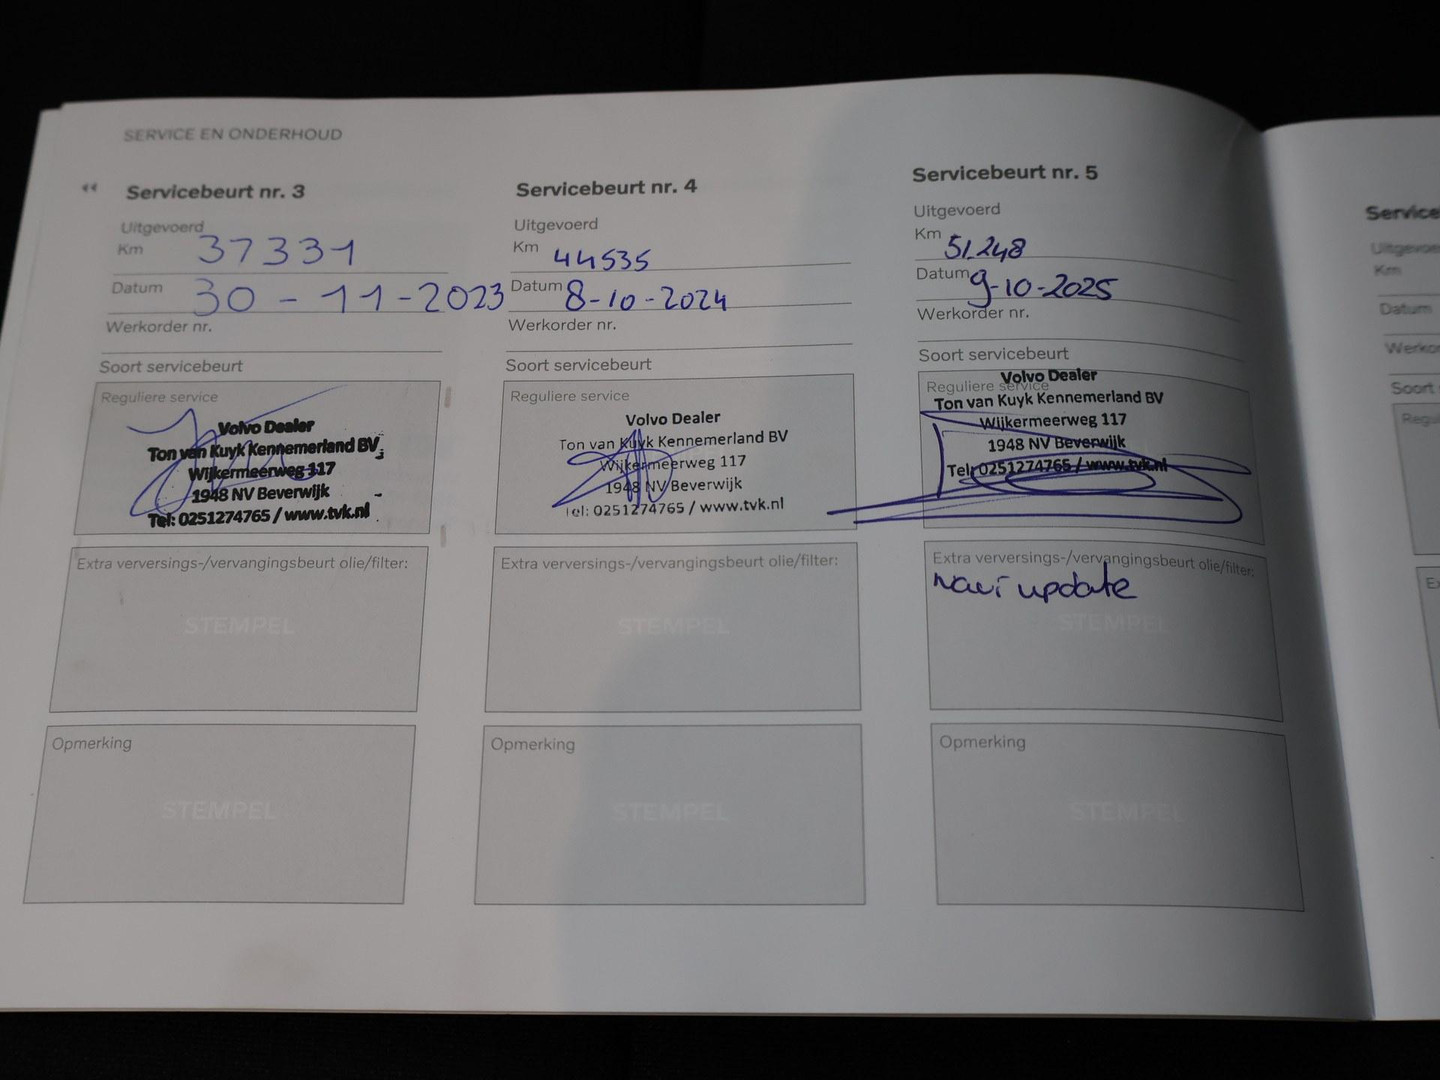 SERVICE EN ONDERHOUD
Servicebeurt nr. 3
Uitgevoerd
Km 37331
Datum 30-11-2023
Werkorder nr.
Soort servicebeurt
Reguliere service
Volvo Dealer
Ton van Kuyk Kennemerland BV
Wijkermeerweg 117
1948 NV Beverwijk
Tel: 0251274765 / www.tvk.nl
Extra verversings-/vervangingsbeurt olie/filter:
STEMPEL
Opmerking
STEMPEL
Servicebeurt nr. 4
Uitgevoerd
Km 44535
Datum 8-10-2024
Werkorder nr.
Soort servicebeurt
Reguliere service
Volvo Dealer
Ton van Kuyk Kennemerland BV
Wijkermeerweg 117
1948 NV Beverwijk
Tel: 0251274765 / www.tvk.nl
Extra verversings-/vervangingsbeurt olie/filter:
STEMPEL
Opmerking
STEMPEL
Servicebeurt nr. 5
Uitgevoerd
Km 51.248
Datum 9-10-2025
Werkorder nr.
Soort servicebeurt
Reguliere service
Volvo Dealer
Ton van Kuyk Kennemerland BV
Wijkermeerweg 117
1948 NV Beverwijk
Tel: 0251274765 / www.tvk.nl
Extra verversings-/vervangingsbeurt olie/filter:
navi update
STEMPEL
Opmerking
STEMPEL
Service
Km
Datum
Soort